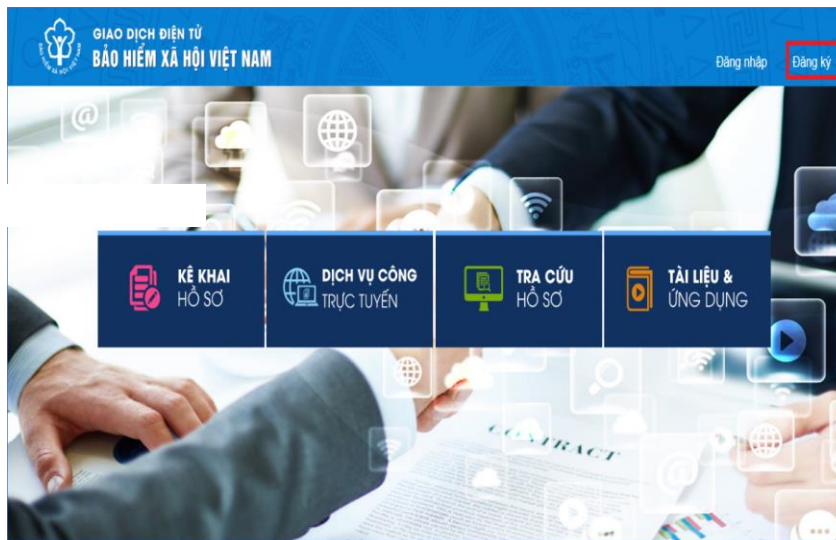 GIAO DỊCH ĐIỆN TỬ
BẢO HIỂM XÃ HỘI VIỆT NAM
Đăng nhập Đăng ký
KÊ KHAI
HỒ SƠ
DỊCH VỤ CÔNG
TRỰC TUYẾN
TRA CỨU
HỒ SƠ
TÀI LIỆU &
ỨNG DỤNG
CONTRACT